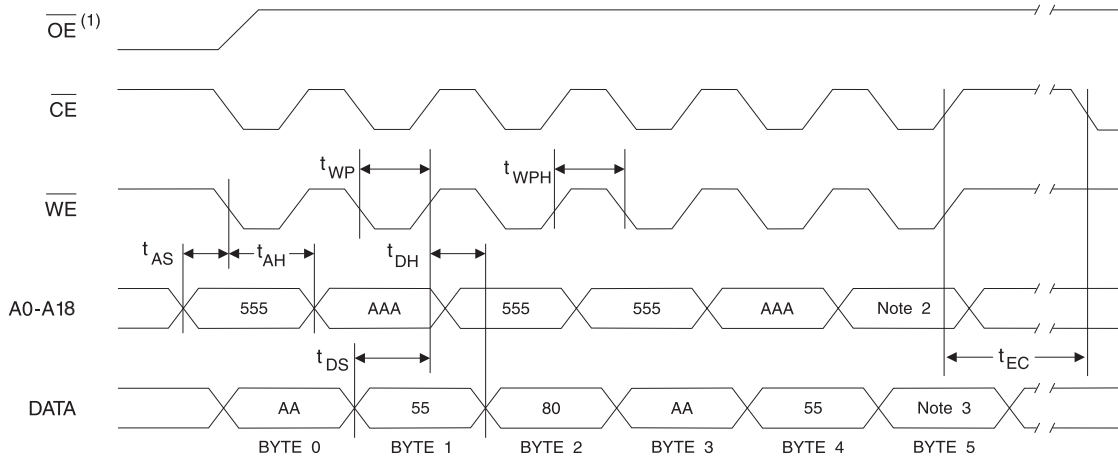 OE (1)
CE
t WP
t WPH
WE
t AS
t AH
t DH
A0-A18
555
AAA
555
555
AAA
Note 2
t DS
t EC
DATA
AA
55
80
AA
55
Note 3
BYTE 0
BYTE 1
BYTE 2
BYTE 3
BYTE 4
BYTE 5